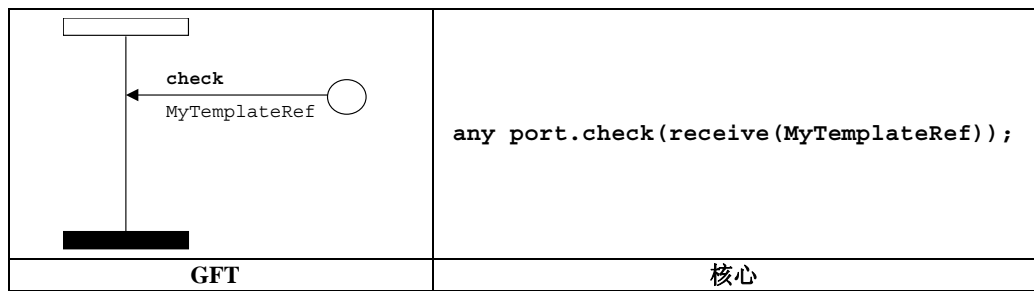 check
MyTemplateRef
any port.check(receive(MyTemplateRef));
GFT
核心